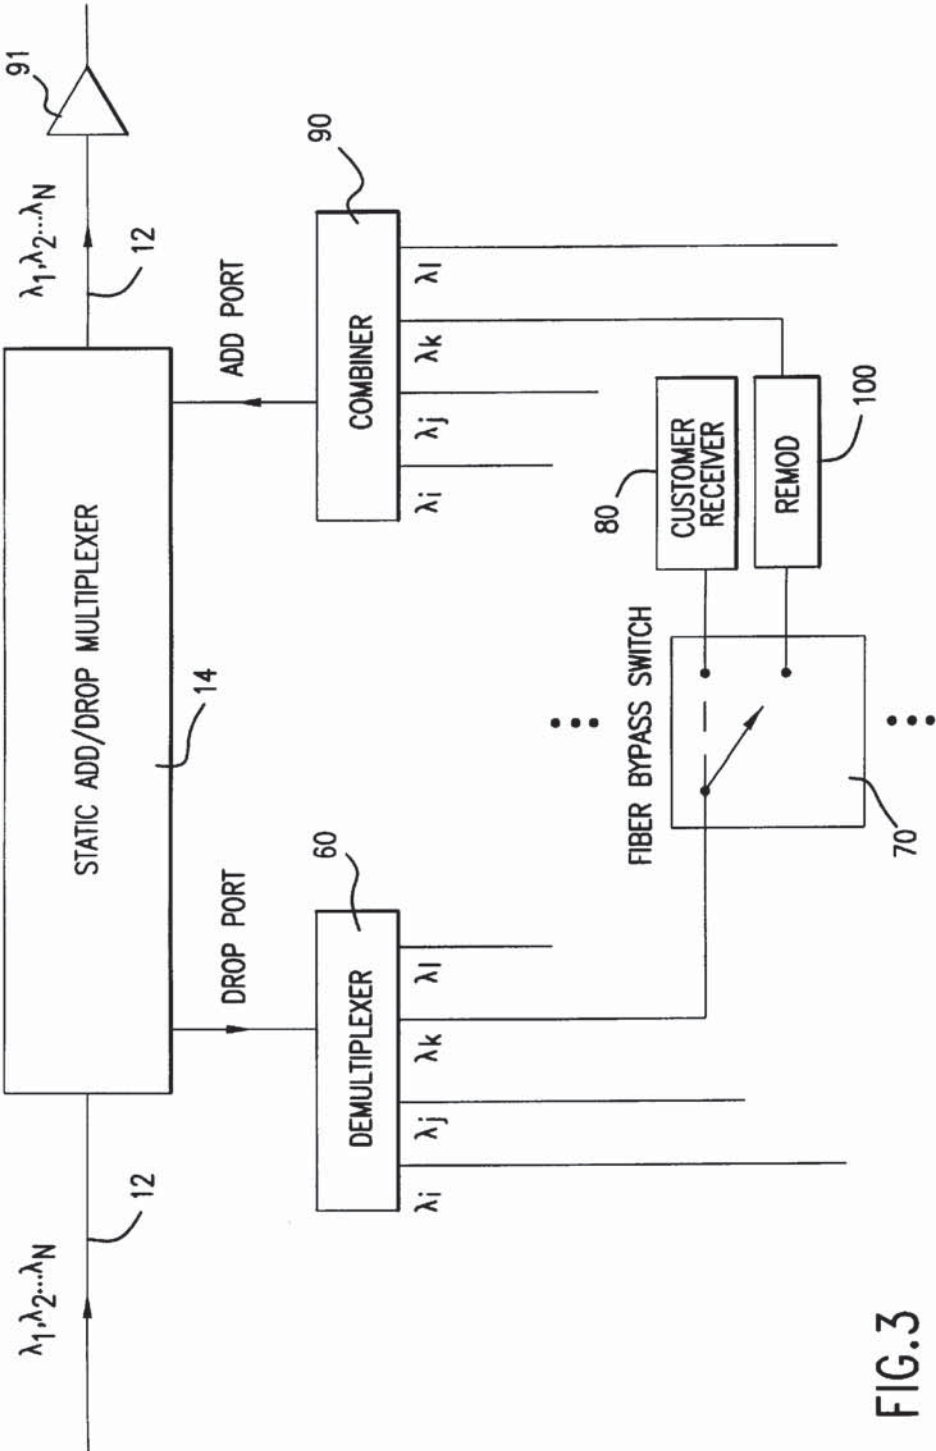 λ1,λ2...λN
12
STATIC ADD/DROP MULTIPLEXER
14
λ1,λ2...λN
12
91
DROP PORT
ADD PORT
DEMULTIPLEXER
60
λi
λj
λk
λl
COMBINER
90
λi
λj
λk
λl
FIBER BYPASS SWITCH
70
CUSTOMER
RECEIVER
80
REMOD
100
FIG.3